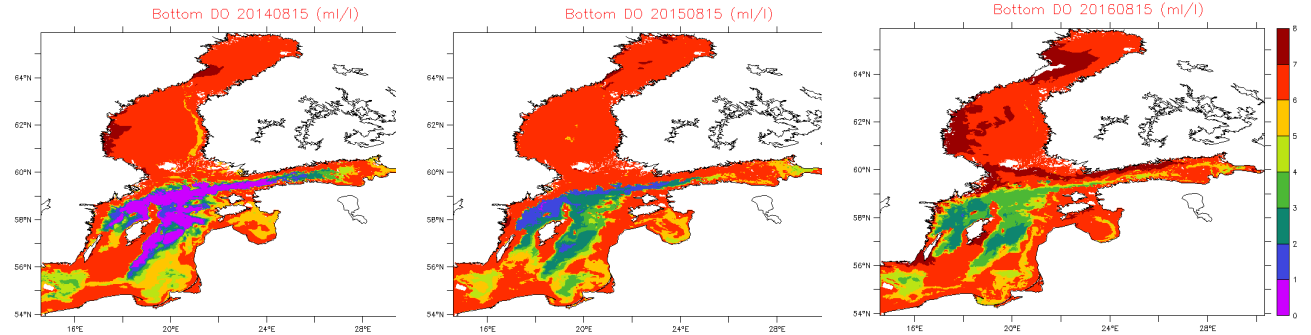 Bottom DO 20140815 (ml/l)
Bottom DO 20150815 (ml/l)
Bottom DO 20160815 (ml/l)
64°N
62°N
60°N
58°N
56°N
54°N
16°E 20°E 24°E 28°E
64°N
62°N
60°N
58°N
56°N
54°N
16°E 20°E 24°E 28°E
64°N
62°N
60°N
58°N
56°N
54°N
16°E 20°E 24°E 28°E
8
7
6
5
4
3
2
1
0